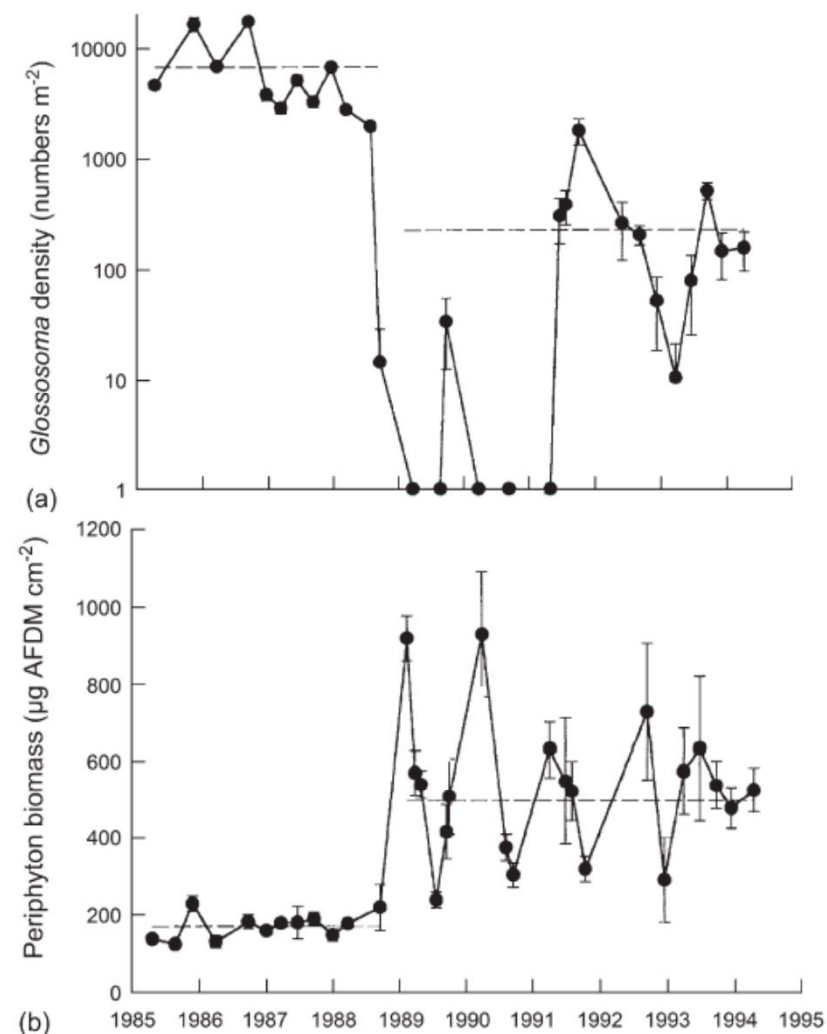 Glossosoma density (numbers m-2)
10000
1000
100
10
1
(a)
Periphyton biomass (µg AFDM cm-2)
1200
1000
800
600
400
200
0
(b)
1985 1986 1987 1988 1989 1990 1991 1992 1993 1994 1995